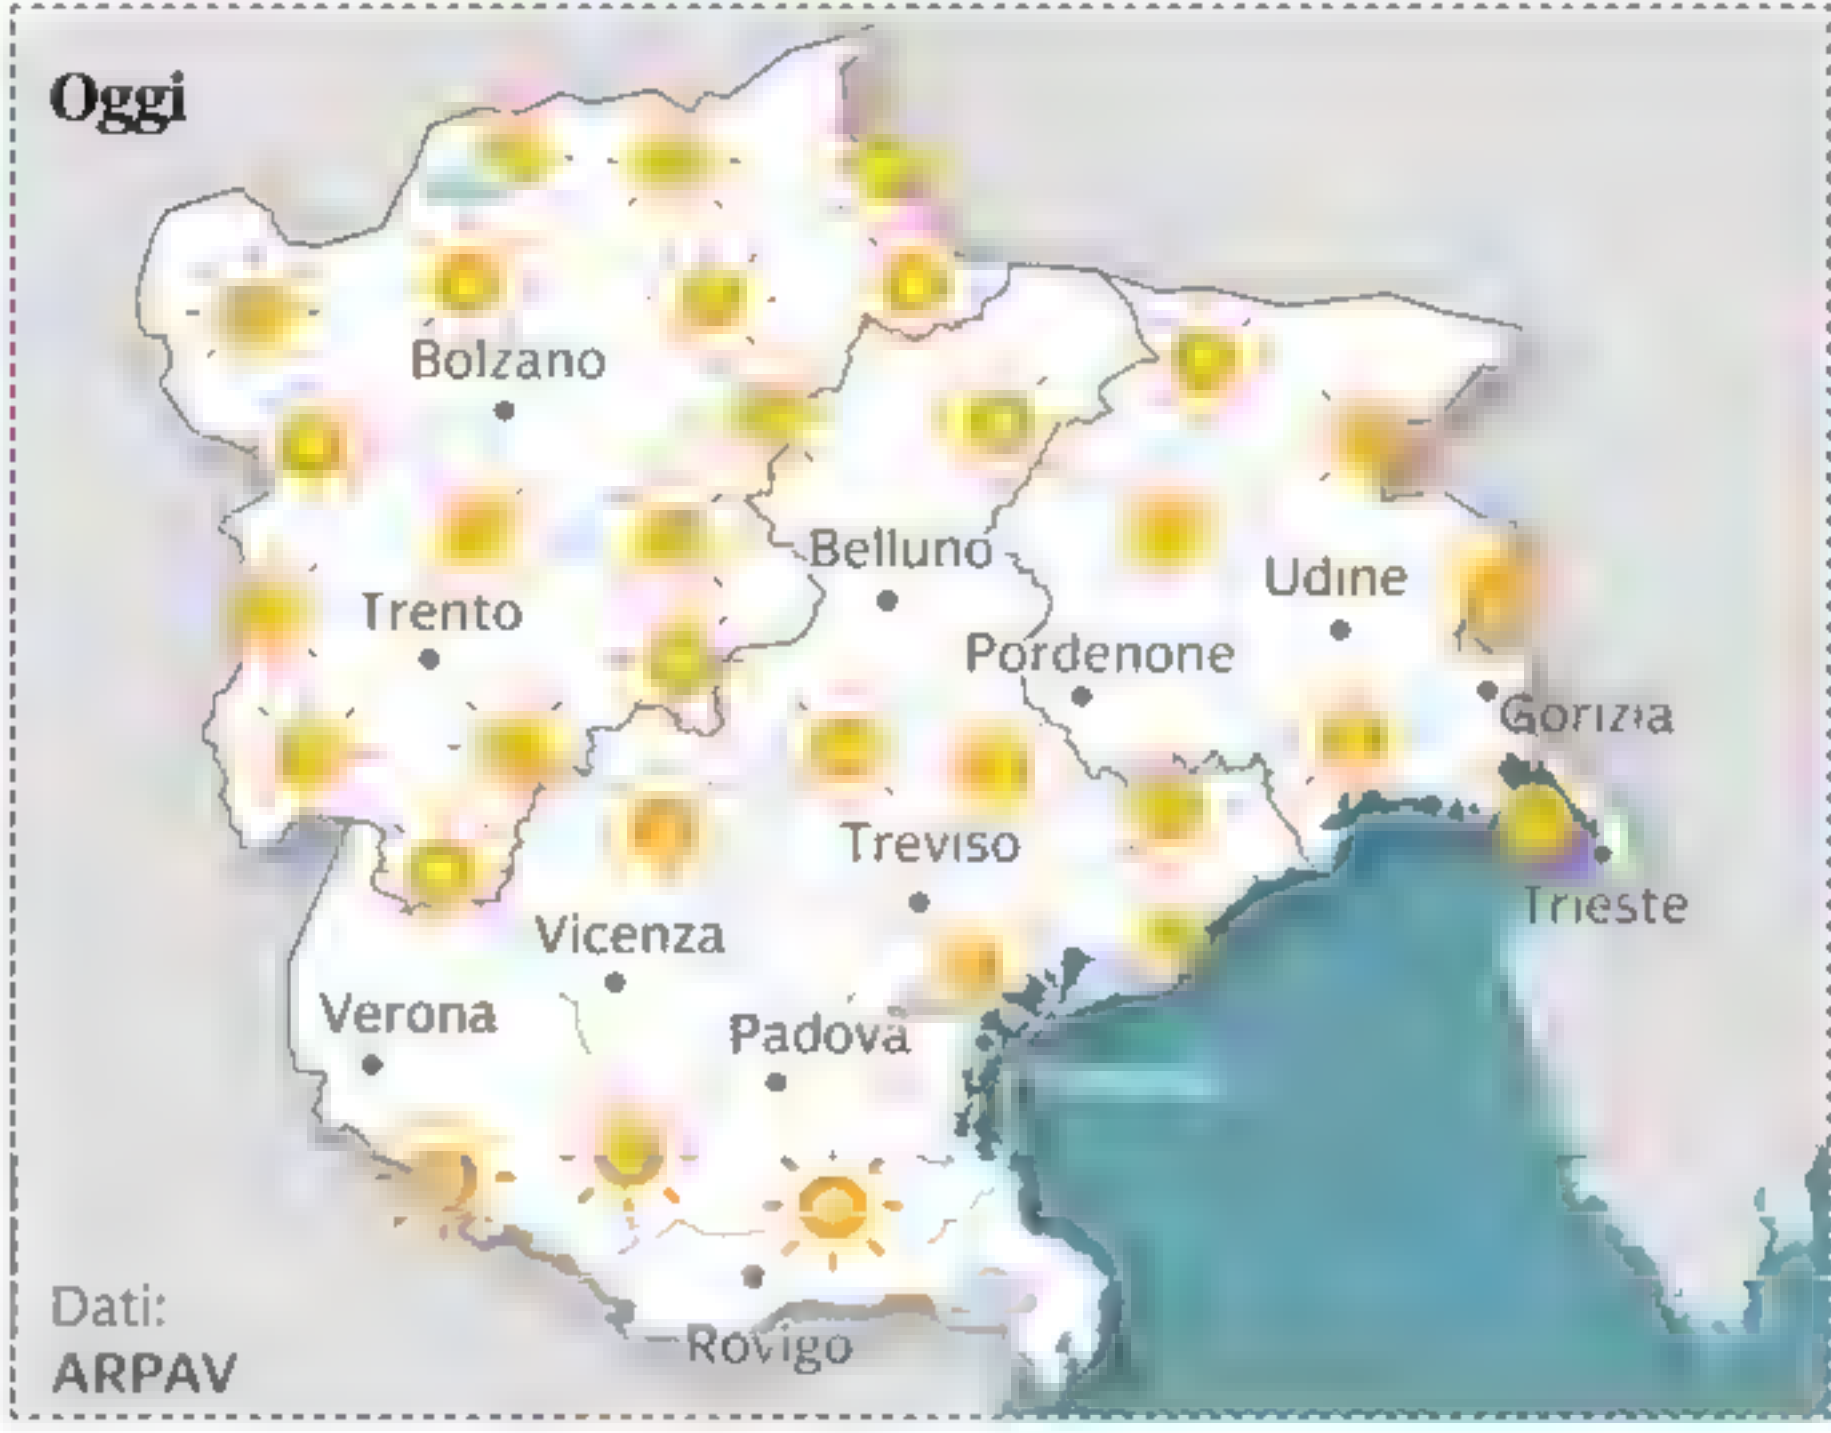 Oggi
Bolzano
Belluno
Udine
Trento
Pordenone
Gorizia
Treviso
Trieste
Vicenza
Verona
Padova
Dati:
ARPAV
Rovigo